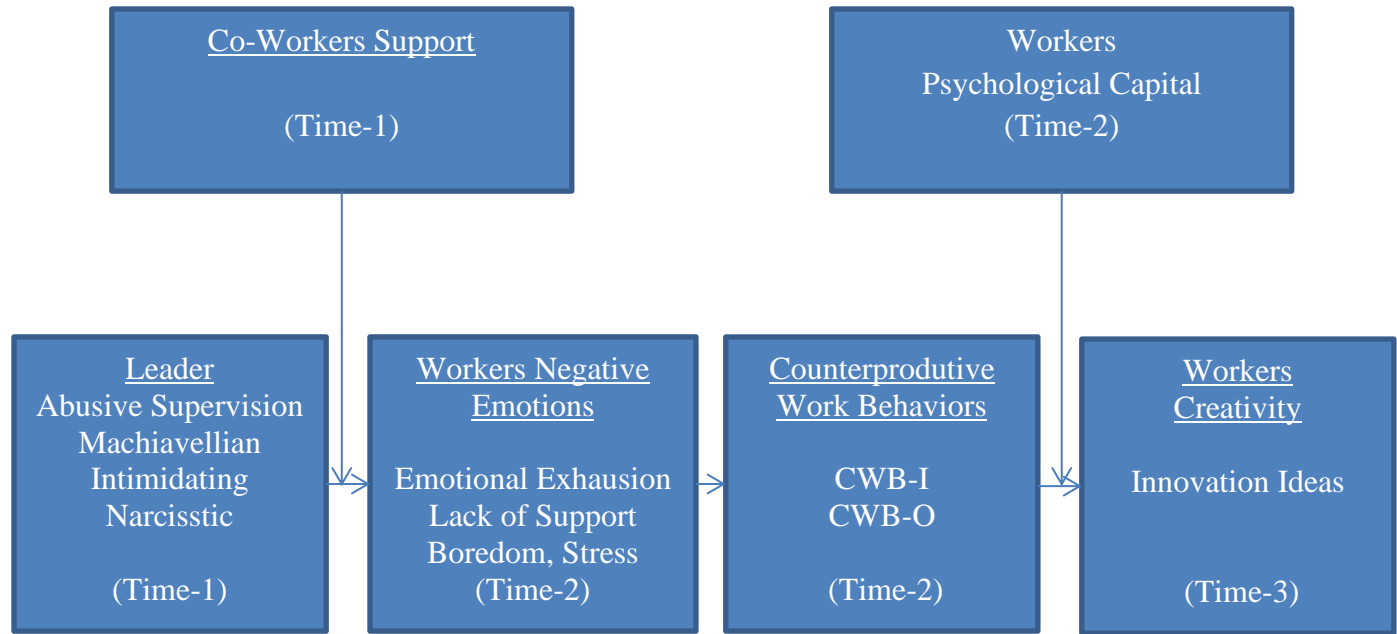 Co-Workers Support
(Time-1)
Workers
Psychological Capital
(Time-2)
Leader
Abusive Supervision
Machiavellian
Intimidating
Narcisstic
(Time-1)
Workers Negative
Emotions
Emotional Exhausion
Lack of Support
Boredom, Stress
(Time-2)
Counterprodutive
Work Behaviors
CWB-I
CWB-O
(Time-2)
Workers
Creativity
Innovation Ideas
(Time-3)